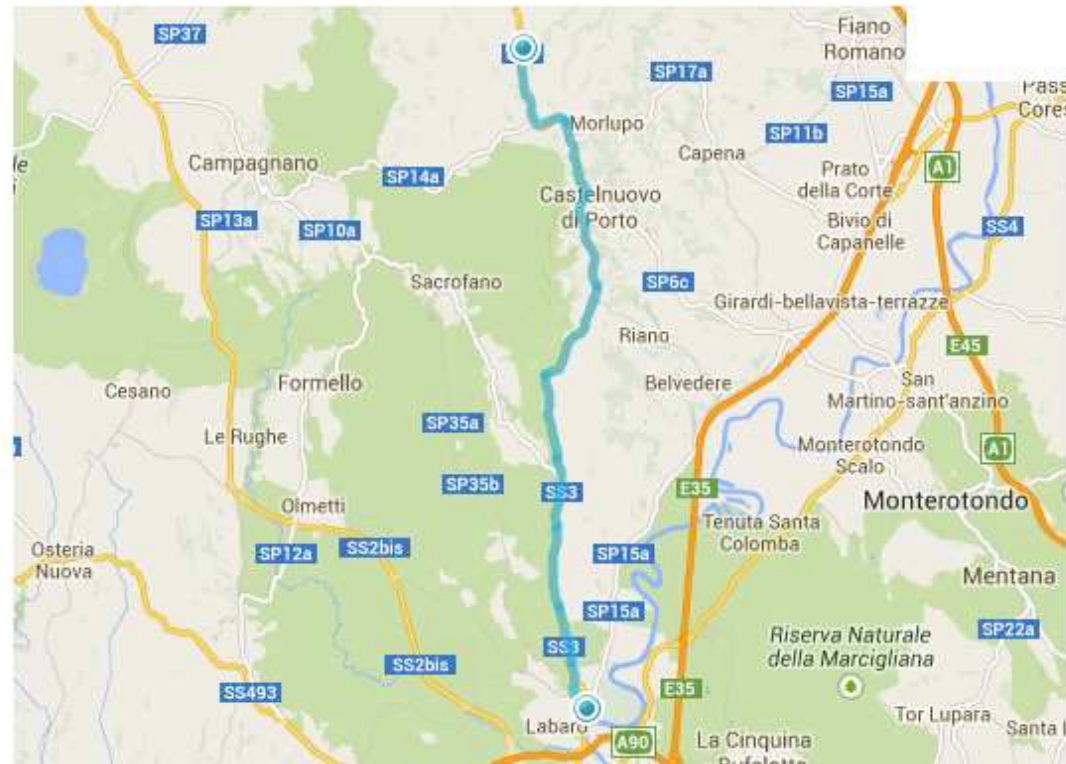 SP37
Fiano
Romano
SP17a
SP15a
Pass
Cores
Morlupo
SP11b
Campagnano
Capena
SP14a
Prato
della Corte
A1
Castelnuovo
di Porto
SP13a
SP10a
Bivio di
Capanelle
SS4
Sacrofano
SP6c
Girardi-bellavista-terrazze
Riano
E45
Cesano
Formello
Belvedere
San
Martino-sant'anzino
SP35a
Le Rughe
Monterotondo
Scalo
A1
SP35b
SS3
E35
Monterotondo
Olmetti
Tenuta Santa
Colomba
Osteria
Nuova
SP12a
SS2bis
SP15a
Mentana
SP15a
SP22a
SS3
Riserva Naturale
della Marcigliana
SS2bis
SS493
E35
Labaro
A90
La Cinquina
Tor Lupara
Santa L